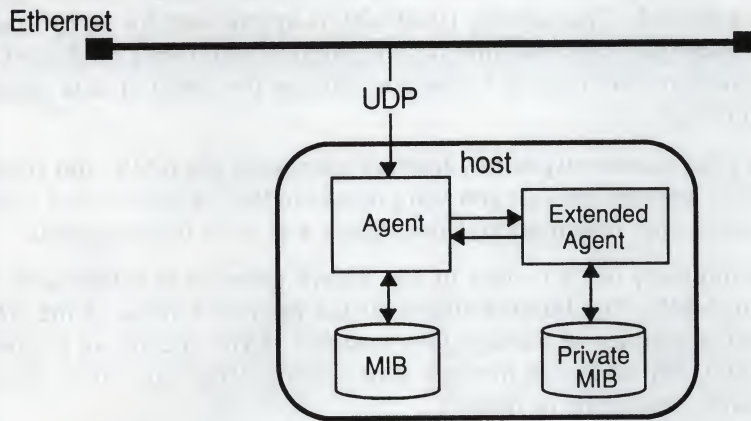 Ethernet
UDP
host
Agent
Extended
Agent
MIB
Private
MIB